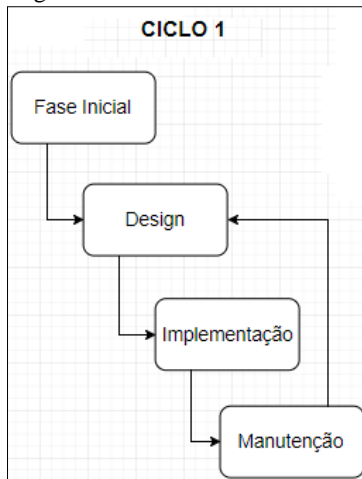 CICLO 1
Fase Inicial
Design
Implementação
Manutenção